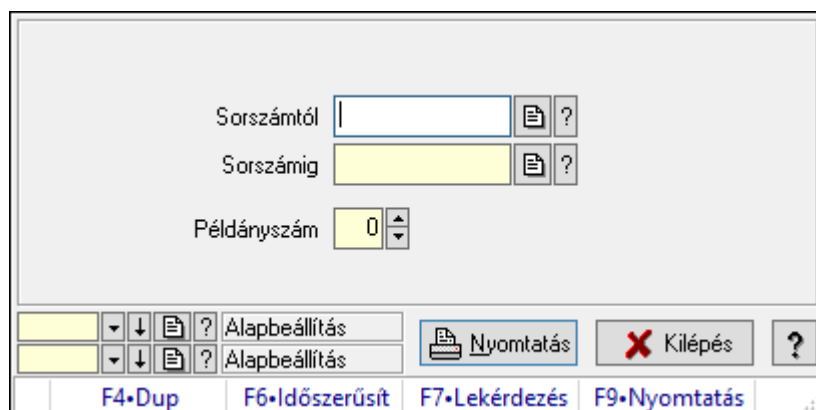 Sorszámtól ?
Sorszámig ?
Példányszám 0
? Alapbeállítás
? Alapbeállítás
Nyomtatás Kilépés ?
F4•Dup F6•Időszerűsít F7•Lekérdezés F9•Nyomtatás